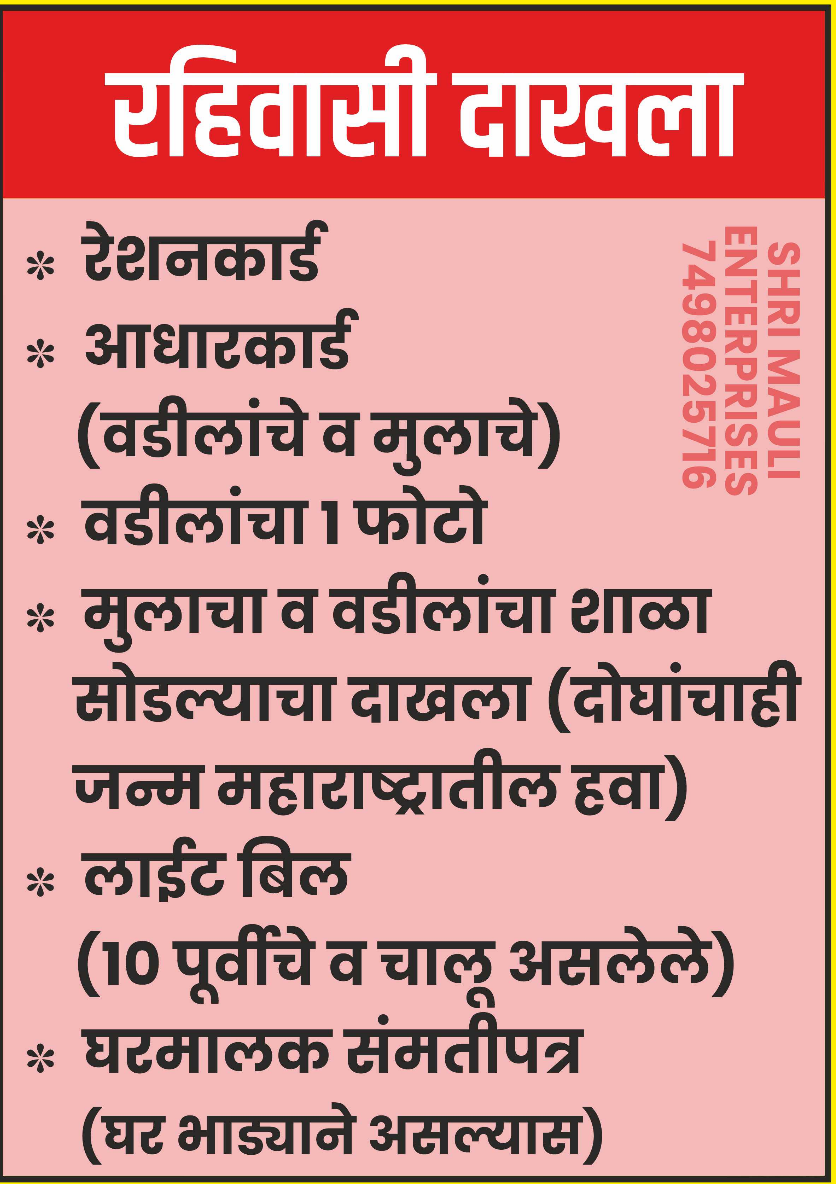 रहिवासी दाखला
* रेशनकार्ड
* आधारकार्ड
(वडीलांचे व मुलाचे)
* वडीलांचा 1 फोटो
* मुलाचा व वडीलांचा शाळा
सोडल्याचा दाखला (दोघांचाही
जन्म महाराष्ट्रातील हवा)
* लाईट बिल
(10 पूर्वीचे व चालू असलेले)
* घरमालक संमतीपत्र
(घर भाड्याने असल्यास)
SHRI MAULI
ENTERPRISES
7498025716